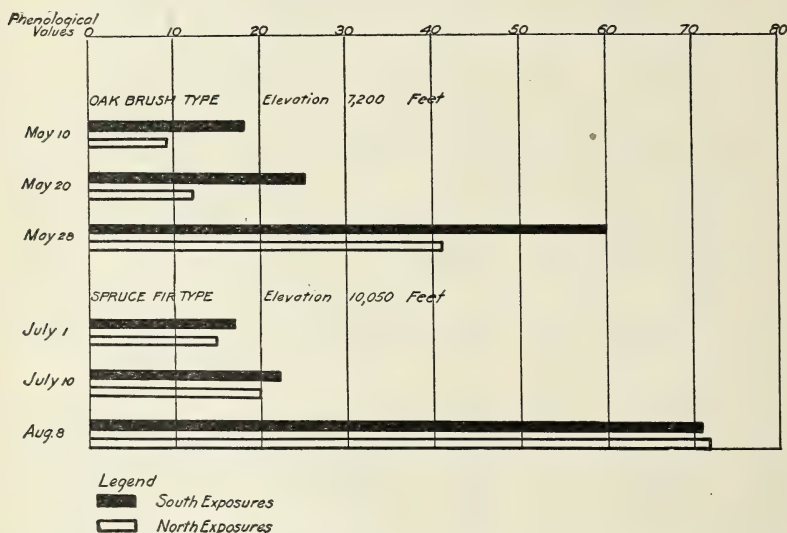 Phenological
Values 0 10 20 30 40 50 60 70 80
OAK BRUSH TYPE Elevation 7,200 Feet
May 10
May 20
May 28
SPRUCE FIR TYPE Elevation 10,050 Feet
July 1
July 10
Aug. 8
Legend
South Exposures
North Exposures